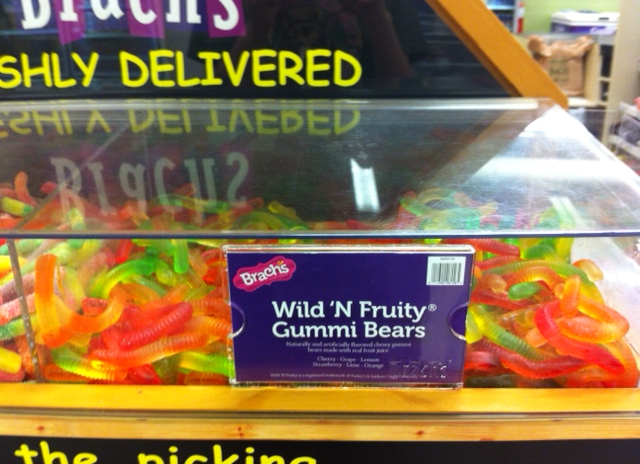 Brach's
SHLY DELIVERED
Brach's
Wild 'N Fruity®
Gummi Bears
Naturally and artificially flavored chewy gummi
bears made with real fruit juice
Cherry · Grape · Lemon
Strawberry · Lime · Orange
the picking